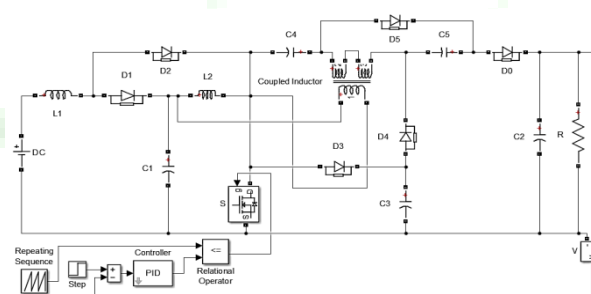 C4
D5
C5
D2
D0
D1
L2
Coupled Inductor
L1
D4
DC
C1
D3
C2
R
S
C3
Repeating
Sequence
Controller
V
Step
PID
<=
Relational
Operator